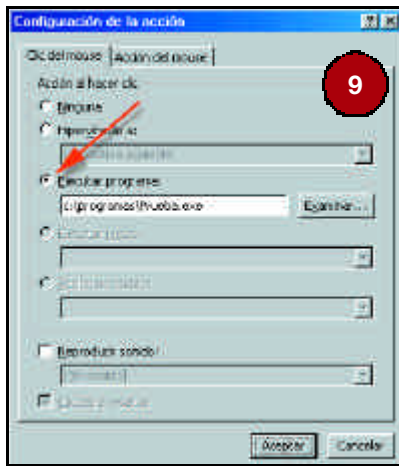 Configuración de la acción
Clic del mouse Acción del mouse
9
Acción al hacer clic
Ninguna
Hipervínculo a:
Ejecutar programa:
c:\programas\Prueba.exe Examinar...
Reproducir sonido:
Aceptar Cancelar